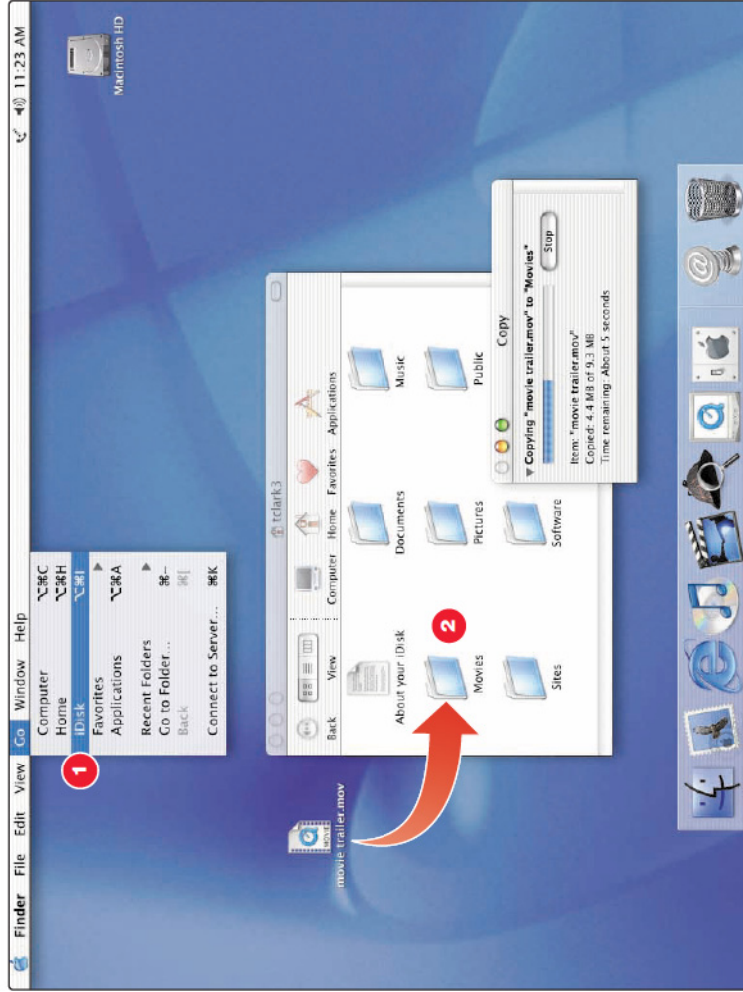 Finder File Edit View Go Window Help 11:23 AM
Macintosh HD
1
Computer ⌥⌘C
Home ⌥⌘H
iDisk ⌥⌘I
Favorites
Applications ⌥⌘A
Recent Folders
Go to Folder... ⌘~
Back ⌘[
Connect to Server... ⌘K
MOVIE
movie trailer.mov
tclark3
Back View Computer Home Favorites Applications
About your iDisk Documents Music
2
Movies Pictures Public
Sites Software
Copy
Copying "movie trailer.mov" to "Movies"
Stop
Item: "movie trailer.mov"
Copied: 4.4 MB of 9.3 MB
Time remaining: About 5 seconds
@